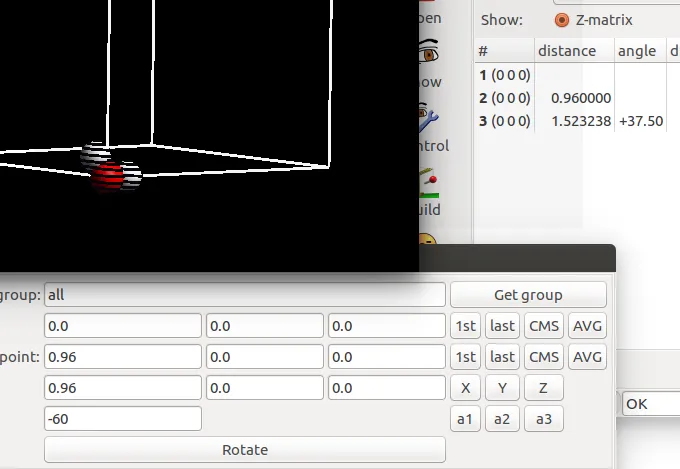 pen
Show: Z-matrix
# distance angle d
1 (0 0 0)
2 (0 0 0) 0.960000
3 (0 0 0) 1.523238 +37.50
ow
ntrol
uild
group: all Get group
0.0 0.0 0.0 1st last CMS AVG
point: 0.96 0.0 0.0 1st last CMS AVG
0.96 0.0 0.0 X Y Z
OK
-60 a1 a2 a3
Rotate